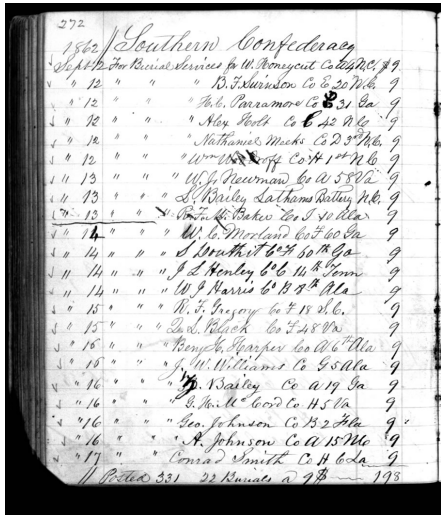 272
1862 // Southern Confederacy
Sept 12 For Burial Services for W. Honeycut Co A 4 N.C. $ 9
" 12 " " " B. F. Co E 20 N.C. 9
" 12 " " " H. C. Parramore Co 31 Ga 9
" 12 " " " Alex Holt Co C 42 N.C 9
" 12 " " " Nathaniel Meeks Co D 3rd N.C. 9
" 12 " " " Wm Co H 1st N.C 9
" 13 " " " W. J. Newman Co A 58 Va 9
" 13 " " " L. Bailey Lathams Battery N.C. 9
" 13 " " " Baker Co I 10 Ala 9
" 14 " " " W. C. Morland Co F 60 Ga 9
" 14 " " " S Douthit Co F 60th Ga 9
" 14 " " " J L Henley Co C 14th Tenn 9
" 14 " " " W J Harris Co B 8th Ala 9
" 15 " " " R. F. Gregory Co F 18 S.C. 9
" 15 " " " L. Black Co F 48 Va 9
" 15 " " " Benj. H. Harper Co A 6th Ala 9
" 15 " " " J. W. Williams Co G 5 Ala 9
" 16 " " " Bailey Co A 19 Ga 9
" 16 " " " G. H. McCord Co H 5 Va 9
" 16 " " " Geo. Johnson Co B 2 Fla 9
" 16 " " " A. Johnson Co A 15 9
" 17 " " " Conrad Smith Co H 6 La 9
// Posted 331 22 Burials a 9$ 198